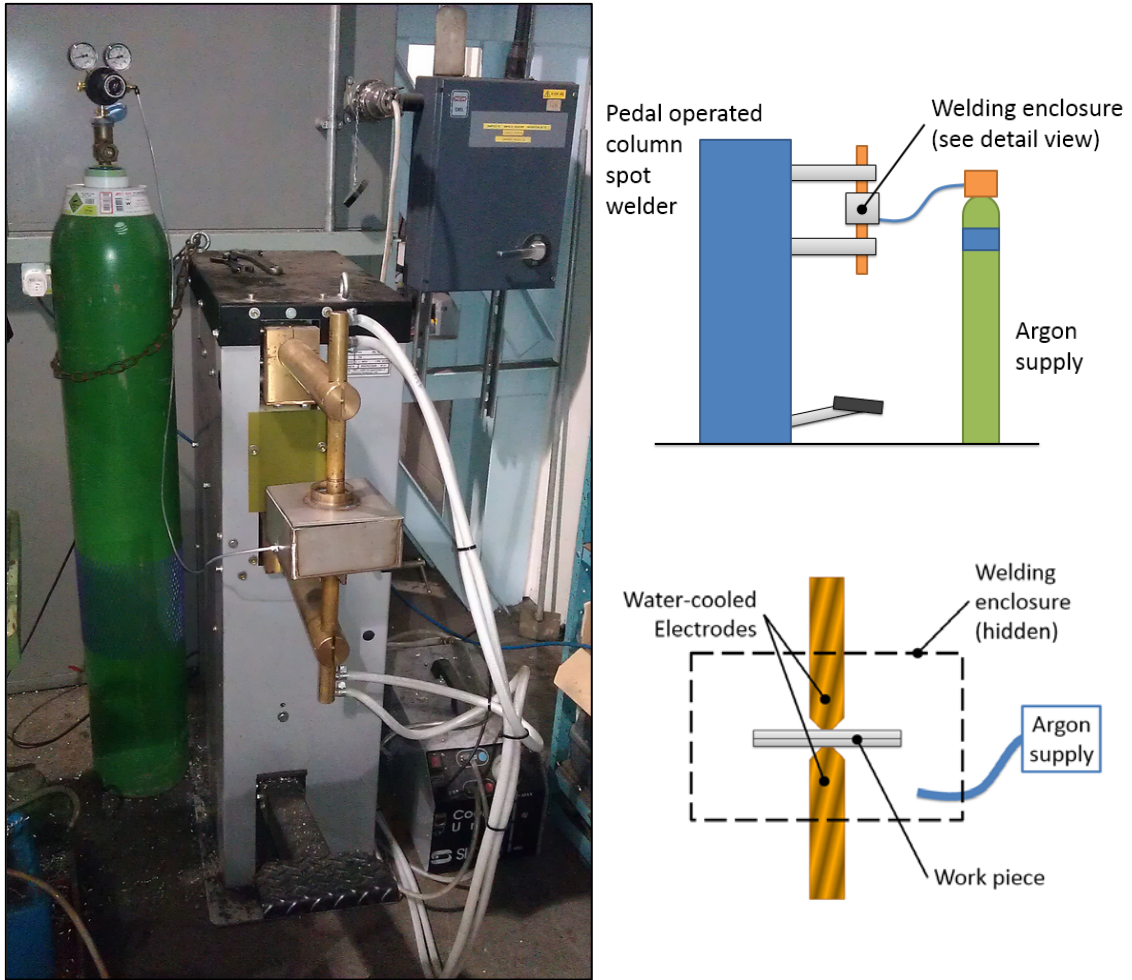 Pedal operated
column
spot
welder
Welding enclosure
(see detail view)
Argon
supply
Water-cooled
Electrodes
Welding
enclosure
(hidden)
Argon
supply
Work piece